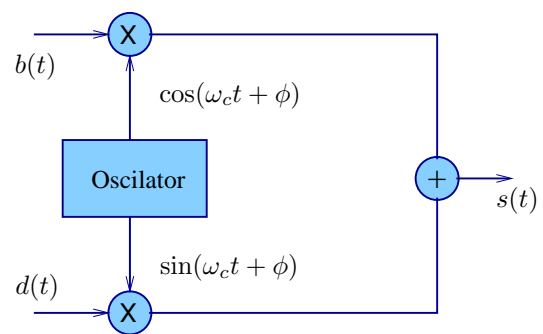 X
b(t)
cos(ω_c t + ϕ)
Oscilator
+
s(t)
sin(ω_c t + ϕ)
d(t)
X